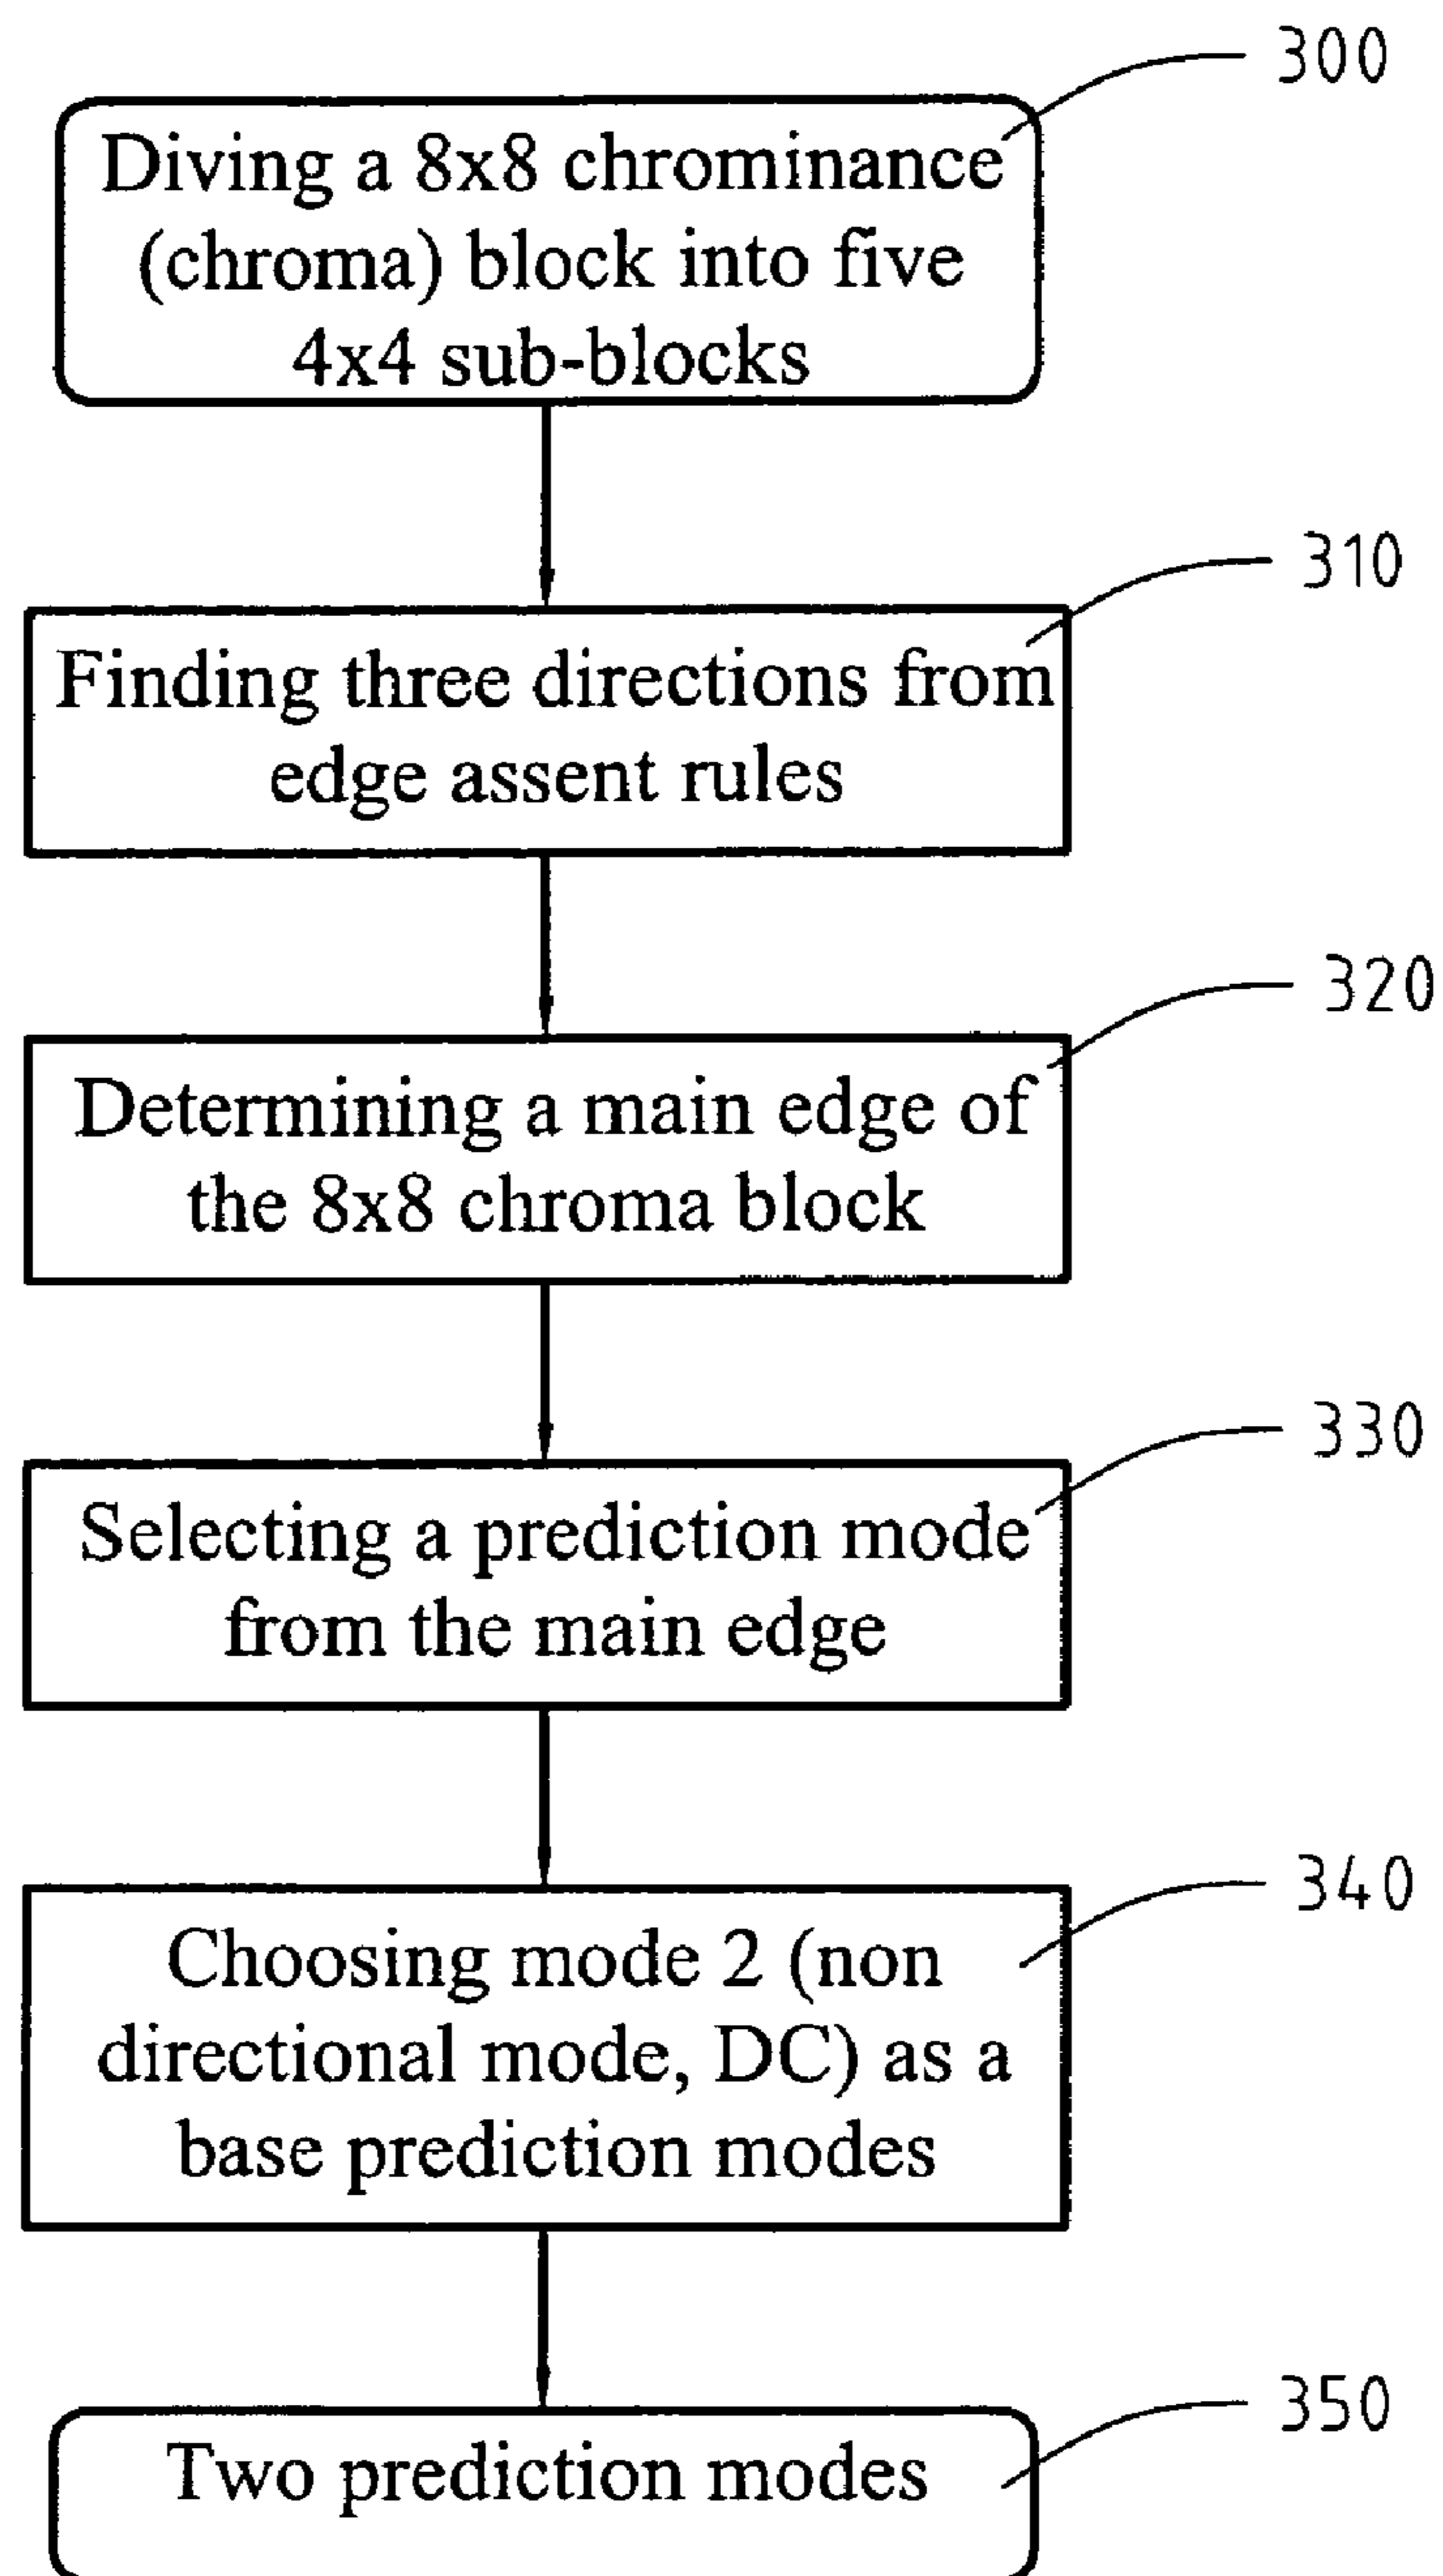 300
Diving a 8x8 chrominance
(chroma) block into five
4x4 sub-blocks
310
Finding three directions from
edge assent rules
320
Determining a main edge of
the 8x8 chroma block
330
Selecting a prediction mode
from the main edge
340
Choosing mode 2 (non
directional mode, DC) as a
base prediction modes
350
Two prediction modes